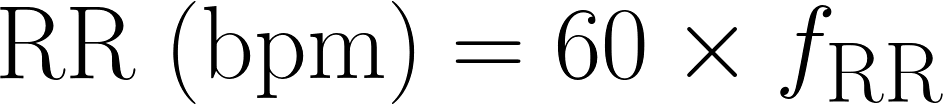 RR (bpm) = 60 × f_RR